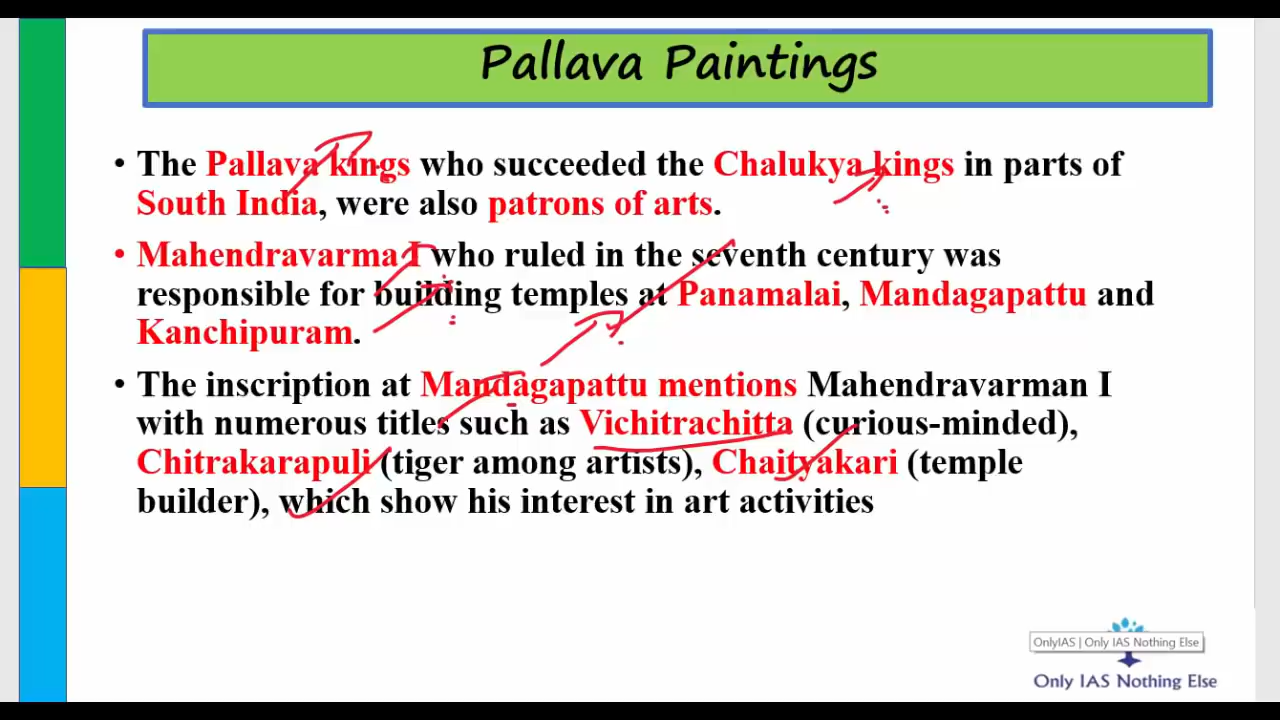 Pallava Paintings
• The Pallava kings who succeeded the Chalukya kings in parts of
South India, were also patrons of arts.
• Mahendravarma I who ruled in the seventh century was
responsible for building temples at Panamalai, Mandagapattu and
Kanchipuram.
• The inscription at Mandagapattu mentions Mahendravarman I
with numerous titles such as Vichitrachitta (curious-minded),
Chitrakarapuli (tiger among artists), Chaityakari (temple
builder), which show his interest in art activities
OnlyIAS | Only IAS Nothing Else
Only IAS Nothing Else